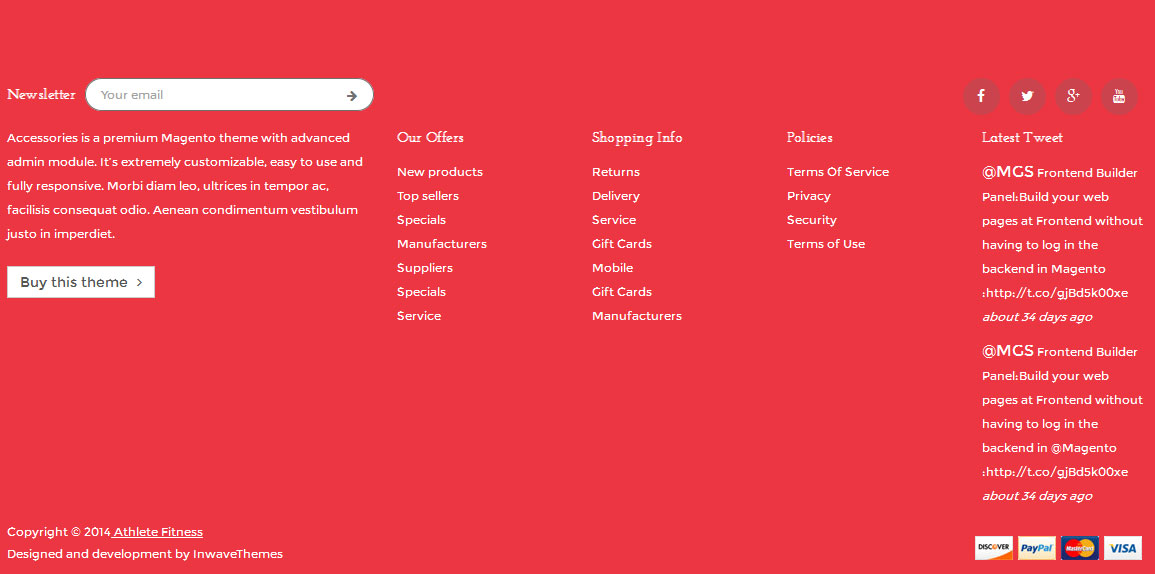 Newsletter
Your email
Accessories is a premium Magento theme with advanced
admin module. It's extremely customizable, easy to use and
fully responsive. Morbi diam leo, ultrices in tempor ac,
facilisis consequat odio. Aenean condimentum vestibulum
justo in imperdiet.
Buy this theme >
Our Offers
New products
Top sellers
Specials
Manufacturers
Suppliers
Specials
Service
Shopping Info
Returns
Delivery
Service
Gift Cards
Mobile
Gift Cards
Manufacturers
Policies
Terms Of Service
Privacy
Security
Terms of Use
You
Tube
Latest Tweet
@MGS Frontend Builder
Panel:Build your web
pages at Frontend without
having to log in the
backend in Magento
:http://t.co/gjBd5k00xe
about 34 days ago
@MGS Frontend Builder
Panel:Build your web
pages at Frontend without
having to log in the
backend in @Magento
:http://t.co/gjBd5k00xe
about 34 days ago
Copyright © 2014 Athlete Fitness
Designed and development by InwaveThemes
DISCOVER PayPal MasterCard VISA